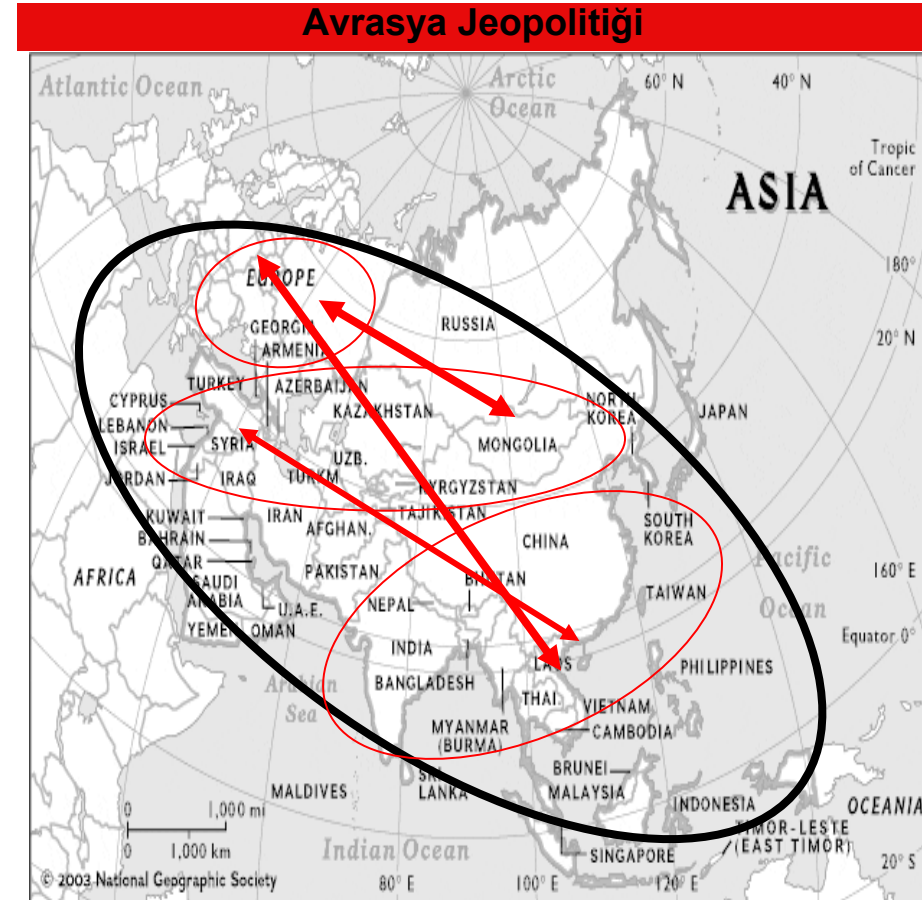 Avrasya Jeopolitiği
Atlantic Ocean
Arctic
Ocean
60° N
40° N
Tropic
of Cancer
ASIA
180°
20° N
EUROPE
RUSSIA
GEORGIA
ARMENIA
TURKEY
AZERBAIJAN
CYPRUS
KAZAKHSTAN
NORTH
KOREA
JAPAN
LEBANON
ISRAEL
SYRIA
MONGOLIA
UZB.
JORDAN
IRAQ
TURKM
KYRGYZSTAN
TAJIKISTAN
KUWAIT
IRAN
AFGHAN.
SOUTH
KOREA
BAHRAIN
CHINA
QATAR
Pacific
Ocean
160° E
AFRICA
SAUDI
ARABIA
PAKISTAN
BHUTAN
TAIWAN
U.A.E.
NEPAL
YEMEN
OMAN
Equator 0°
INDIA
LAOS
PHILIPPINES
Arabian
Sea
BANGLADESH
THAI.
VIETNAM
MYANMAR
(BURMA)
CAMBODIA
SRI
LANKA
BRUNEI
MALDIVES
MALAYSIA
INDONESIA
OCEANIA
0
1,000 mi
TIMOR-LESTE
(EAST TIMOR)
0
1,000 km
Indian Ocean
SINGAPORE
20° S
© 2003 National Geographic Society
80° E
100° E
120° E